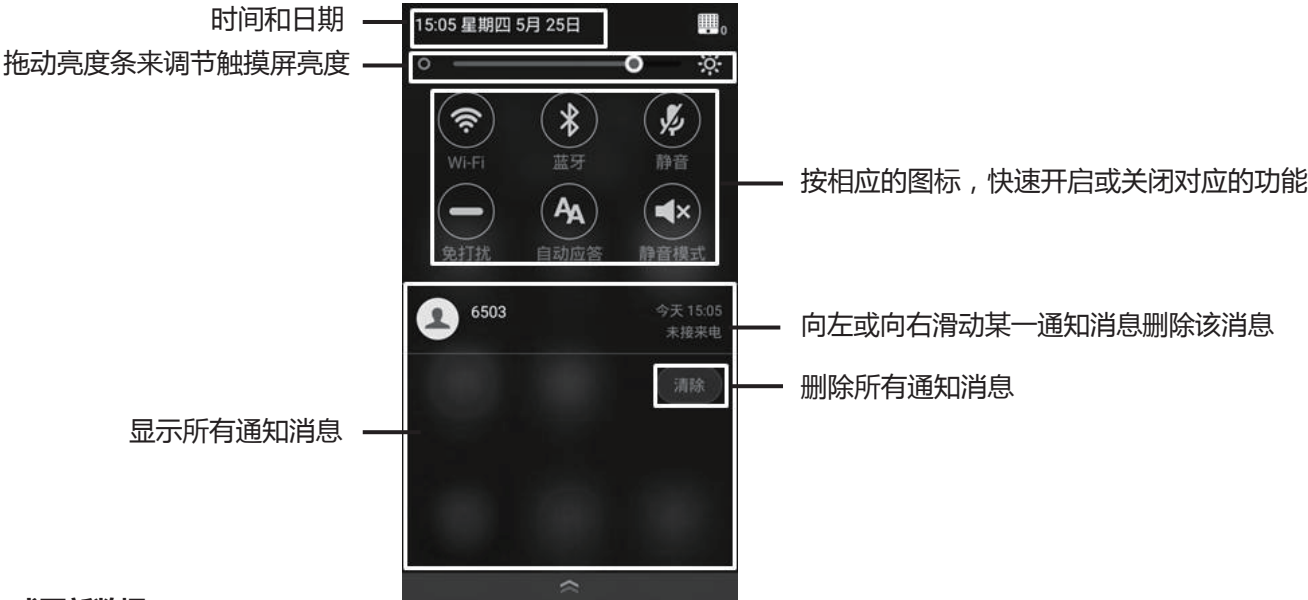 时间和日期
15:05 星期四 5月 25日
0
拖动亮度条来调节触摸屏亮度
Wi-Fi
蓝牙
静音
按相应的图标，快速开启或关闭对应的功能
AA
免打扰
自动应答
静音模式
6503
今天 15:05
未接来电
向左或向右滑动某一通知消息删除该消息
清除
删除所有通知消息
显示所有通知消息